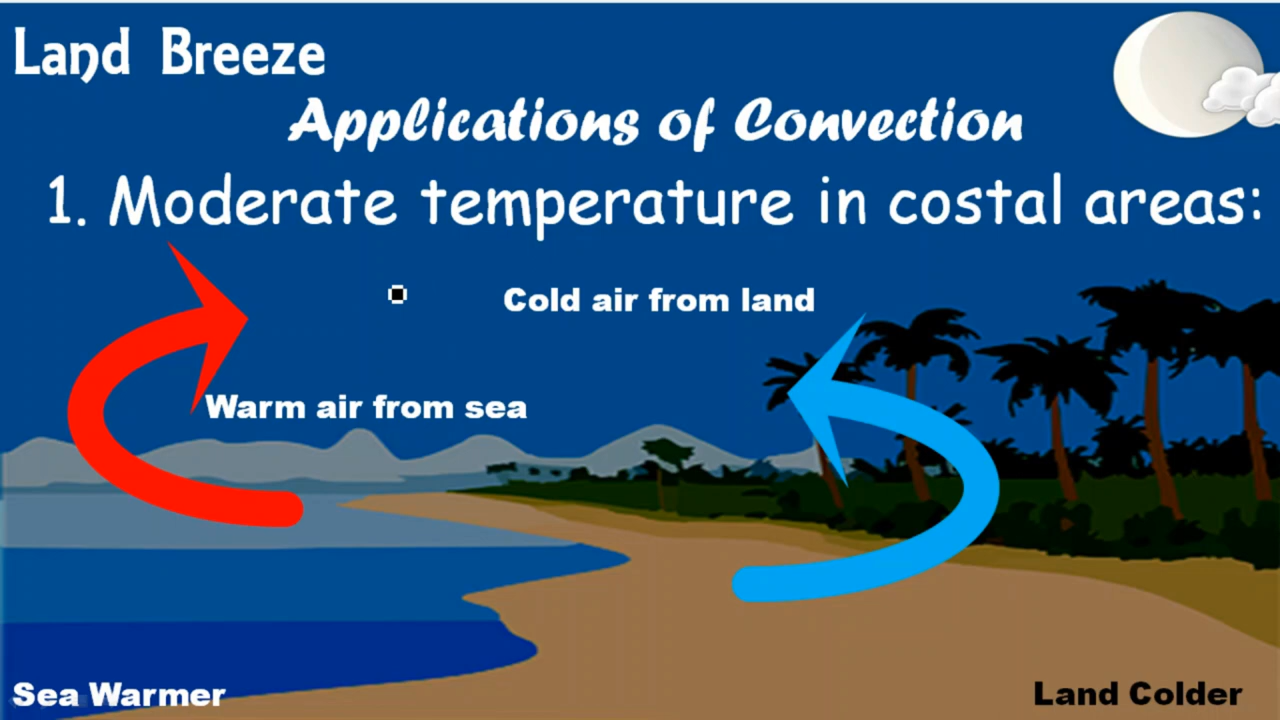 Land Breeze
Applications of Convection
1. Moderate temperature in costal areas:
Cold air from land
Warm air from sea
Sea Warmer
Land Colder